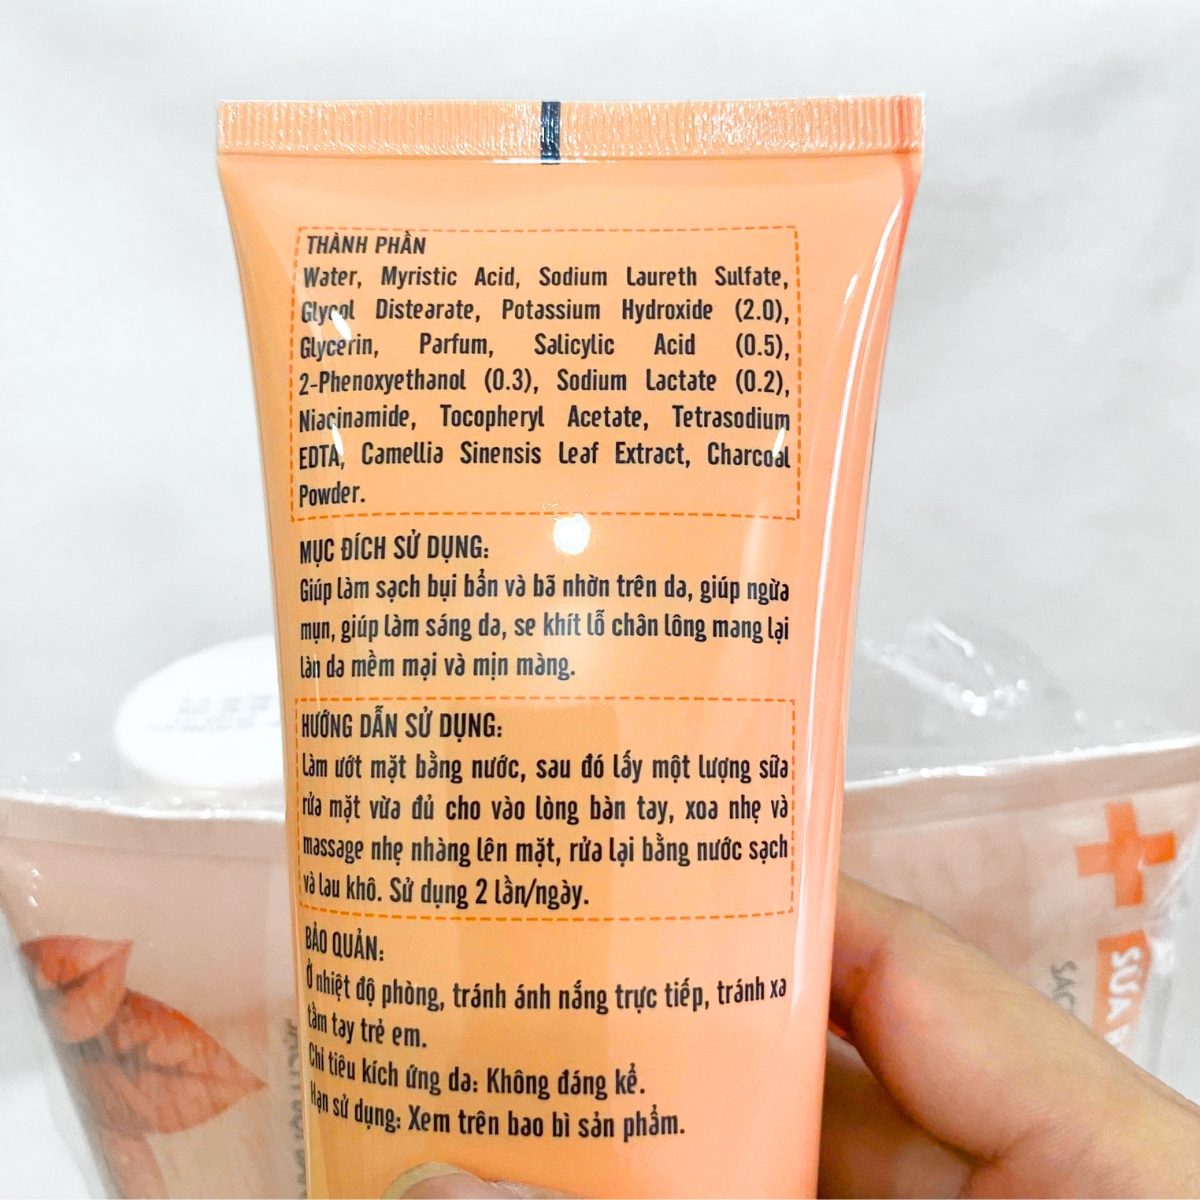 THÀNH PHẦN
Water, Myristic Acid, Sodium Laureth Sulfate,
Glycol Distearate, Potassium Hydroxide (2.0),
Glycerin, Parfum, Salicylic Acid (0.5),
2-Phenoxyethanol (0.3), Sodium Lactate (0.2),
Niacinamide, Tocopheryl Acetate, Tetrasodium
EDTA, Camellia Sinensis Leaf Extract, Charcoal
Powder.
MỤC ĐÍCH SỬ DỤNG:
Giúp làm sạch bụi bẩn và bã nhờn trên da, giúp ngừa
mụn, giúp làm sáng da, se khít lỗ chân lông mang lại
làn da mềm mại và mịn màng.
HƯỚNG DẪN SỬ DỤNG:
Làm ướt mặt bằng nước, sau đó lấy một lượng sữa
rửa mặt vừa đủ cho vào lòng bàn tay, xoa nhẹ và
massage nhẹ nhàng lên mặt, rửa lại bằng nước sạch
và lau khô. Sử dụng 2 lần/ngày.
BẢO QUẢN:
Ở nhiệt độ phòng, tránh ánh nắng trực tiếp, tránh xa
tầm tay trẻ em.
Chỉ tiêu kích ứng da: Không đáng kể.
Hạn sử dụng: Xem trên bao bì sản phẩm.
SỮA